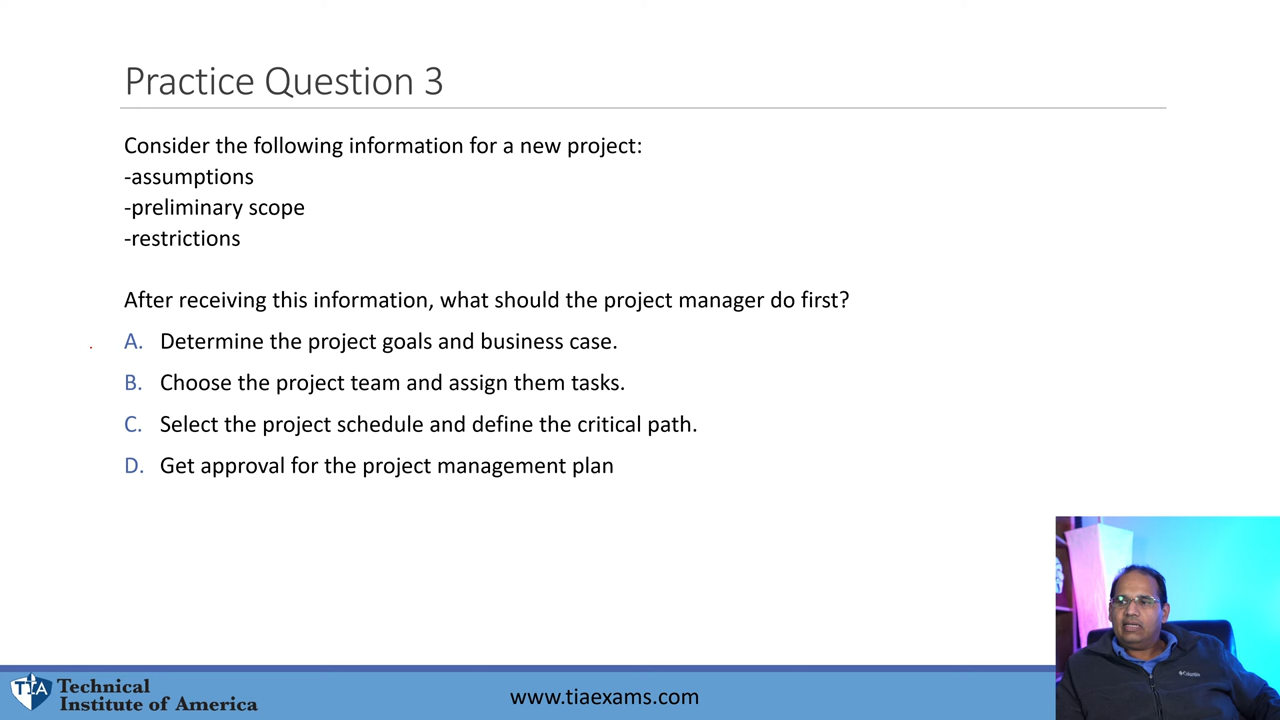 Practice Question 3
Consider the following information for a new project:
-assumptions
-preliminary scope
-restrictions
After receiving this information, what should the project manager do first?
A. Determine the project goals and business case.
B. Choose the project team and assign them tasks.
C. Select the project schedule and define the critical path.
D. Get approval for the project management plan
TIA
Technical
Institute of America
www.tiaexams.com
Columbia